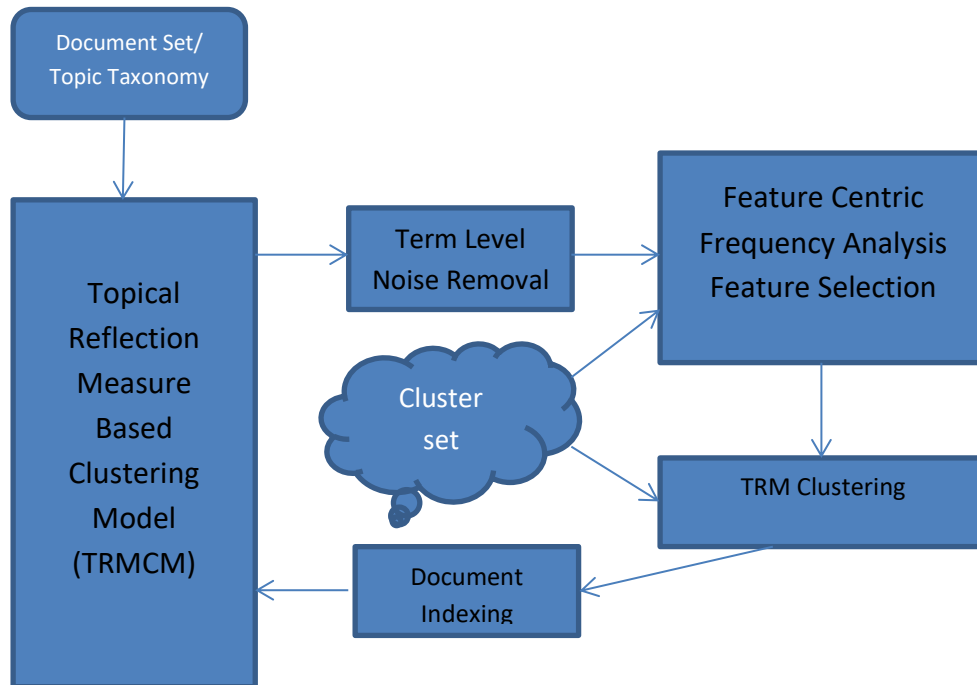 Document Set/
Topic Taxonomy
Topical
Reflection
Measure
Based
Clustering
Model
(TRMCM)
Term Level
Noise Removal
Feature Centric
Frequency Analysis
Feature Selection
Cluster
set
TRM Clustering
Document
Indexing